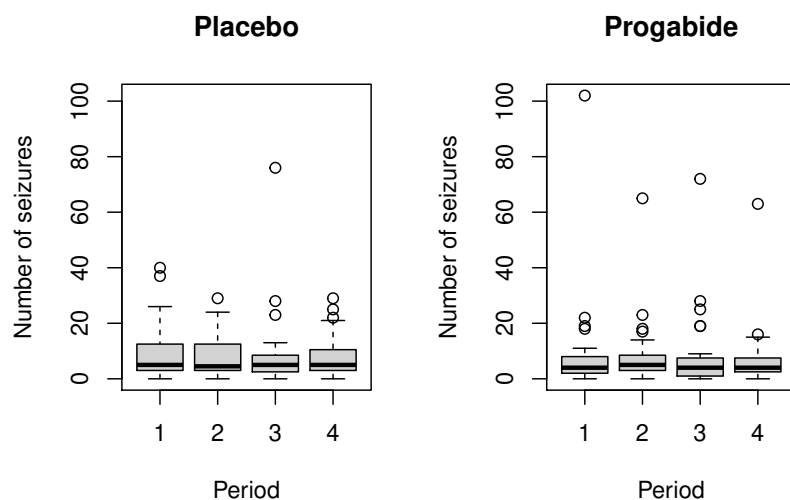 Placebo
Number of seizures
0 20 40 60 80 100
1 2 3 4
Period
Progabide
Number of seizures
0 20 40 60 80 100
1 2 3 4
Period